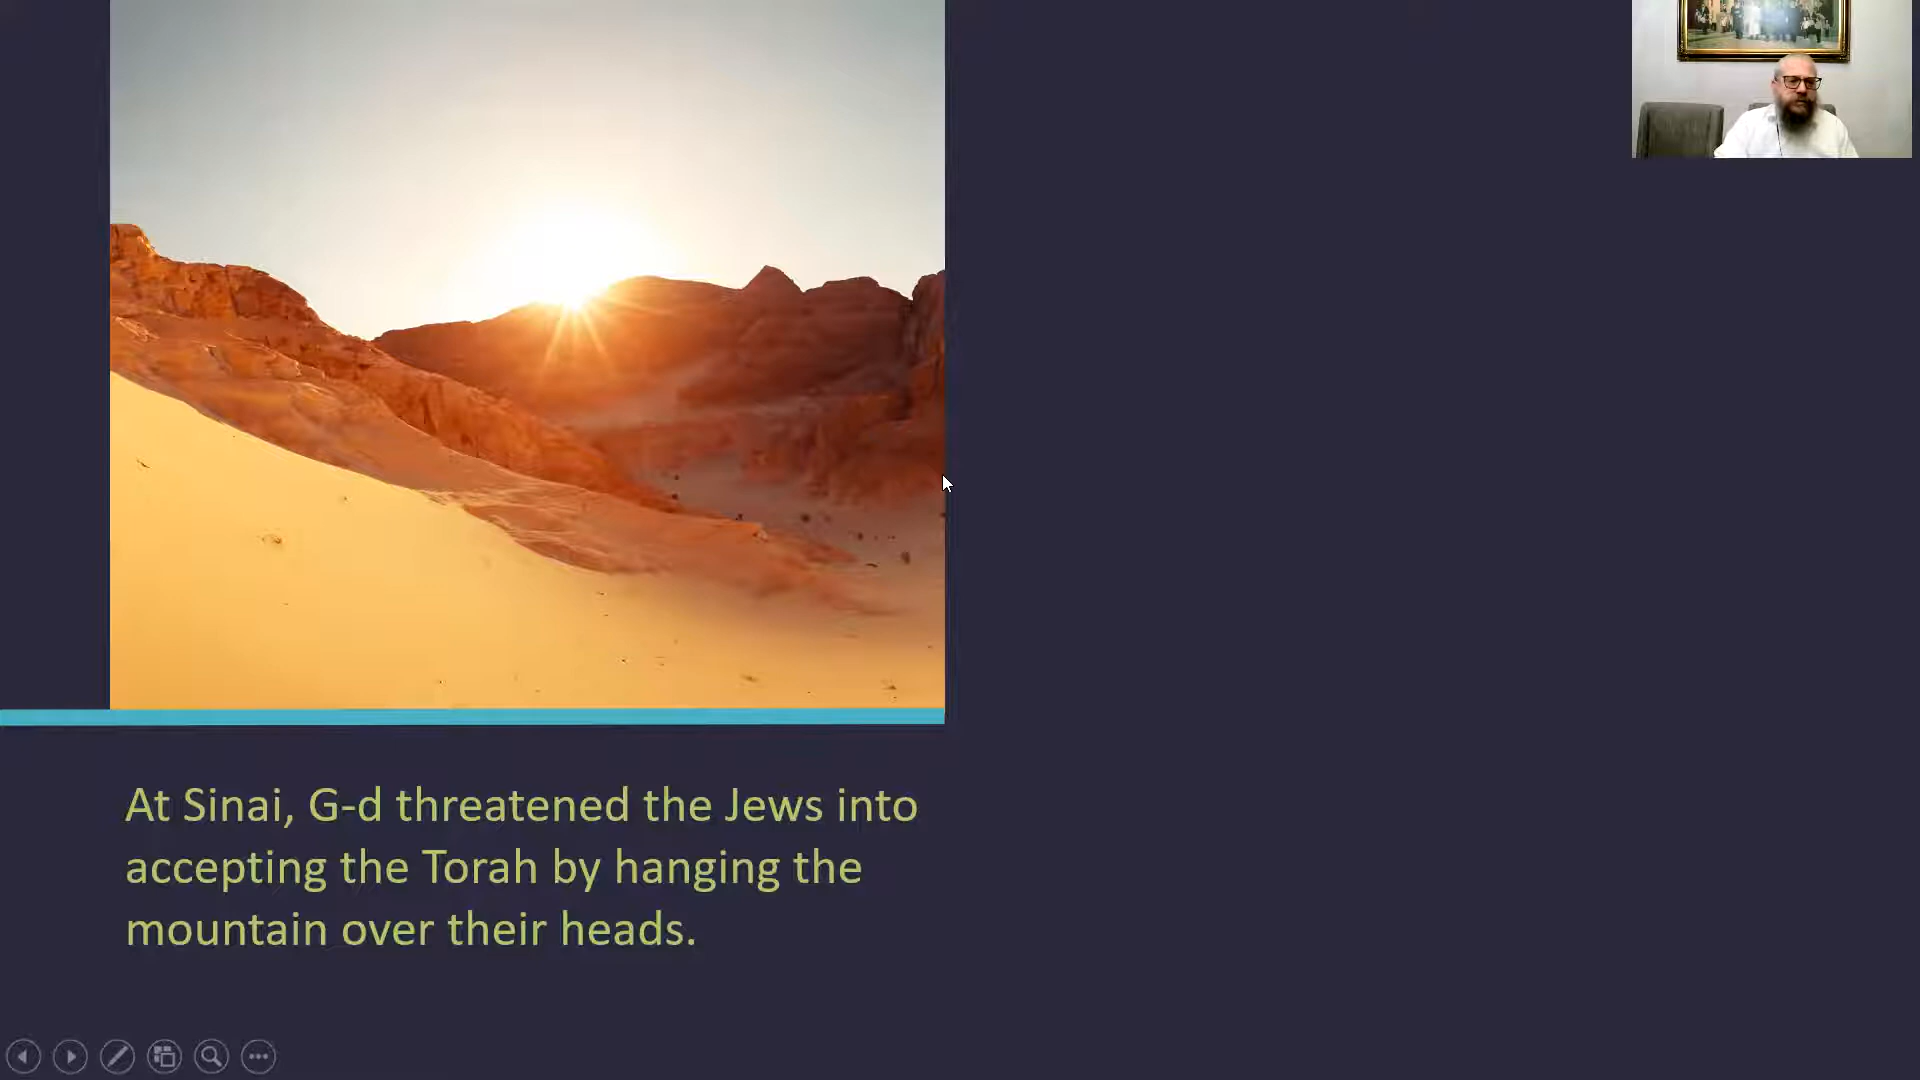 At Sinai, G-d threatened the Jews into
accepting the Torah by hanging the
mountain over their heads.